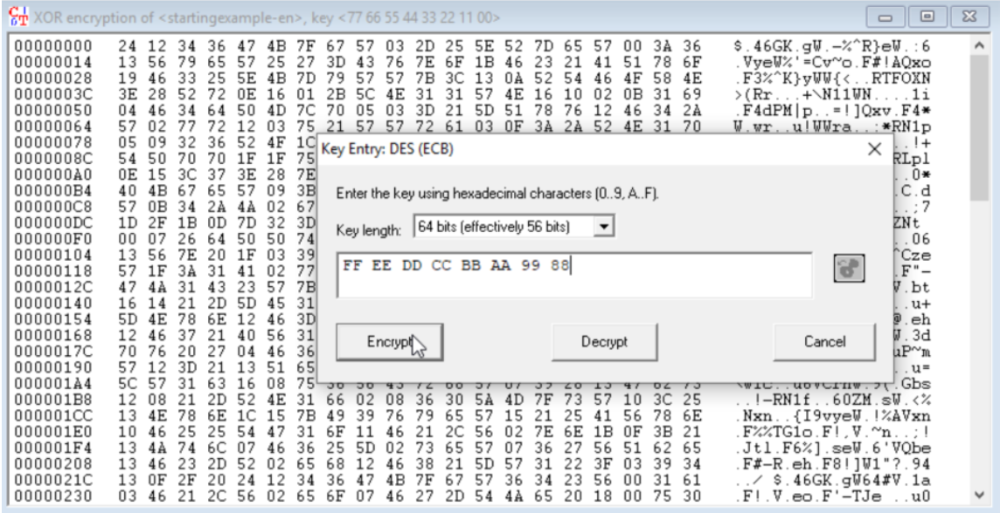 XOR encryption of <startingexample-en>, key <77 66 55 44 33 22 11 00>
00000000 24 12 34 36 47 4B 7F 67 57 03 2D 25 5E 52 7D 65 57 00 3A 36 $.46GK.gW.-%^R}eW.:6
00000014 13 56 79 65 57 25 27 3D 43 76 7E 6F 1B 46 23 21 41 51 78 6F .VyeW%'=Cv~o.F#!AQxo
00000028 19 46 33 25 5E 4B 7D 79 57 57 7B 3C 13 0A 52 54 46 4F 58 4E .F3%^K}yWW{<..RTFOXN
0000003C 3E 28 52 72 0E 16 01 2B 5C 4E 31 31 57 4E 16 10 02 0B 31 69 >(Rr...+\N11WN....1i
00000050 04 46 34 64 50 4D 7C 70 05 03 3D 21 5D 51 78 76 12 46 34 2A .F4dPM|p..=!]Qxv.F4*
00000064 57 02 77 72 12 03 75 21 57 57 72 61 03 0F 3A 2A 52 4E 31 70 W.wr..u!WWra..:*RN1p
00000078 05 09 32 36 52 4F 1C .!+
0000008C 54 50 70 70 1F 1F 75 RLpl
000000A0 0E 15 3C 37 3E 28 7E ..0*
000000B4 40 4B 67 65 57 09 3B .C.d
000000C8 57 0B 34 2A 4A 02 67 ..;7
000000DC 1D 2F 1B 0D 7D 32 3D ZNt
000000F0 00 07 26 64 50 50 74 ..06
00000104 13 56 7E 20 1F 03 39 ^Cze
00000118 57 1F 3A 31 41 02 77 .F"-
0000012C 47 4A 31 43 23 57 7B V.bt
00000140 16 14 21 2D 5D 45 31 .u+
00000154 5D 4E 78 6E 12 46 3D @.eh
00000168 12 46 37 21 40 56 31 W.3d
0000017C 70 76 20 27 04 46 36 uP~m
00000190 57 12 3D 21 13 51 65 .u=
000001A4 5C 57 31 63 16 08 75
000001B8 12 08 21 2D 52 4E 31 66 02 08 36 30 5A 4D 7F 73 57 10 3C 25 ..!-RN1f..60ZM.sW.<%
000001CC 13 4E 78 6E 1C 15 7B 49 39 76 79 65 57 15 21 25 41 56 78 6E .Nxn..{I9vyeW.!%AVxn
000001E0 10 46 25 25 54 47 31 6F 11 46 21 2C 56 02 7E 6E 1B 0F 3B 21 .F%%TG1o.F!,V.~n..;!
000001F4 13 4A 74 6C 07 46 36 25 5D 02 73 65 57 07 36 27 56 51 62 65 .Jtl.F6%].seW.6'VQbe
00000208 13 46 23 2D 52 02 65 68 12 46 38 21 5D 57 31 22 3F 03 39 34 .F#-R.eh.F8!]W1"?.94
0000021C 13 0F 2F 20 24 12 34 36 47 4B 7F 67 57 36 34 23 56 00 31 61 ../ $.46GK.gW64#V.1a
00000230 03 46 21 2C 56 02 65 6F 07 46 27 2D 54 4A 65 20 18 00 75 30 .F!,V.eo.F'-TJe ..u0
Key Entry: DES (ECB)
Enter the key using hexadecimal characters (0..9, A..F).
Key length: 64 bits (effectively 56 bits)
FF EE DD CC BB AA 99 88
Encrypt Decrypt Cancel